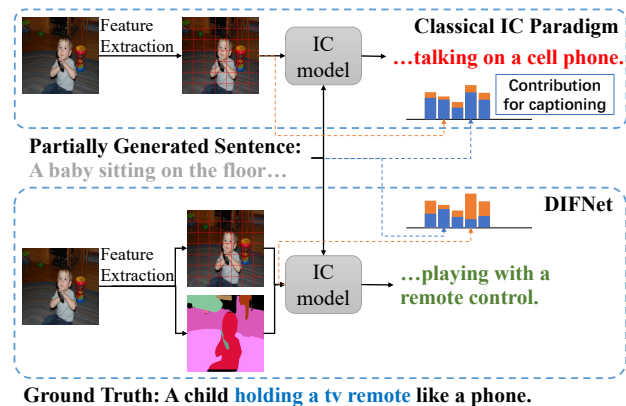 Classical IC Paradigm
Feature
Extraction
IC
model
…talking on a cell phone.
Contribution
for captioning
Partially Generated Sentence:
A baby sitting on the floor…
DIFNet
Feature
Extraction
IC
model
…playing with a
remote control.
Ground Truth: A child holding a tv remote like a phone.